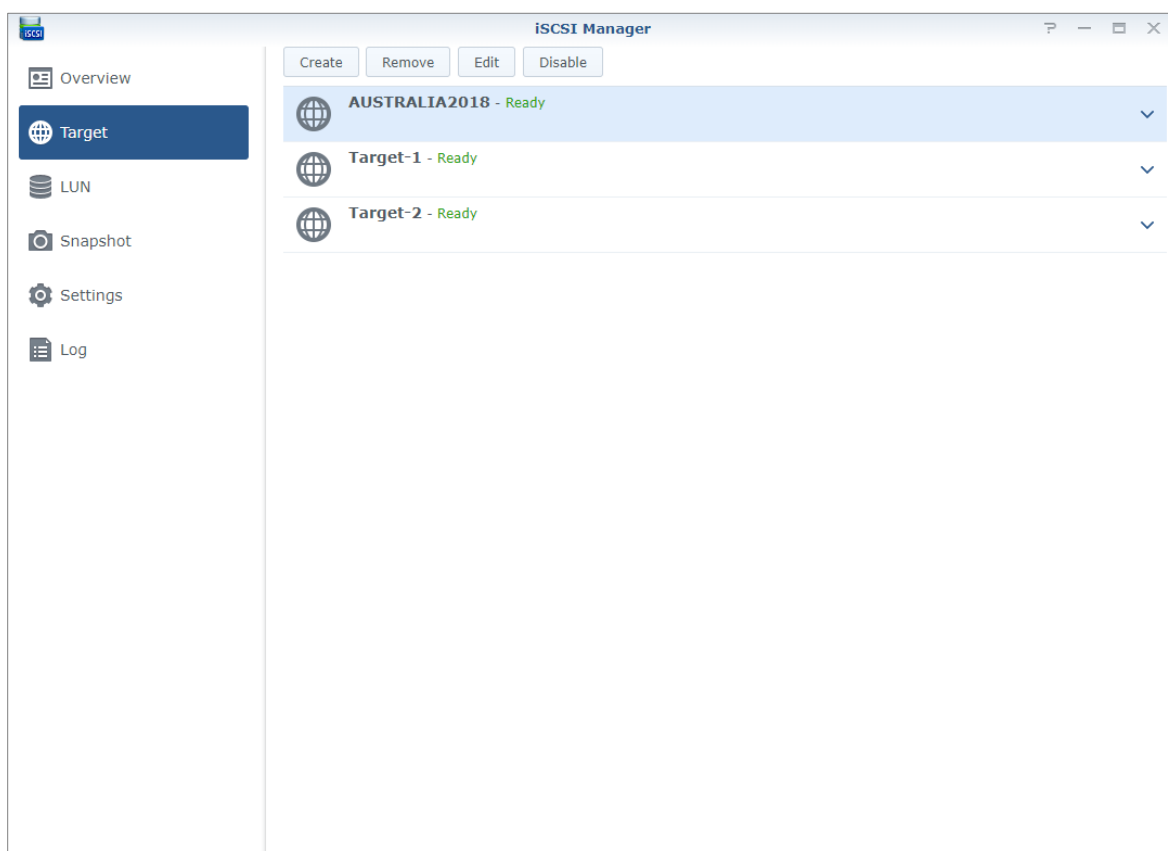 iSCSI
iSCSI Manager
Overview
Target
LUN
Snapshot
Settings
Log
Create Remove Edit Disable
AUSTRALIA2018 - Ready
Target-1 - Ready
Target-2 - Ready